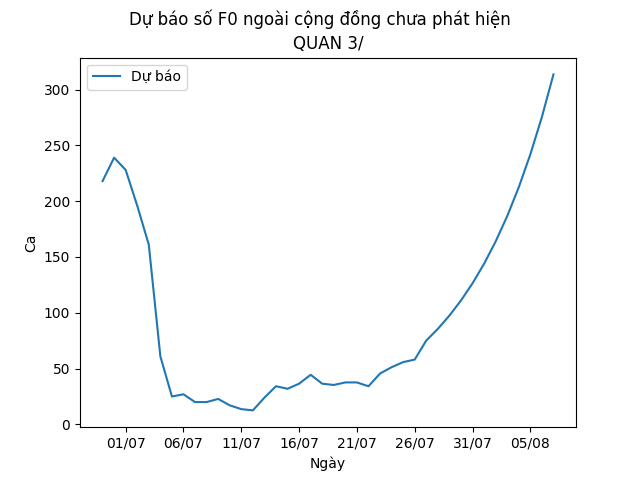 Dự báo số F0 ngoài cộng đồng chưa phát hiện
QUAN 3/
Dự báo
300
250
200
150
100
50
0
Ca
01/07 06/07 11/07 16/07 21/07 26/07 31/07 05/08
Ngày